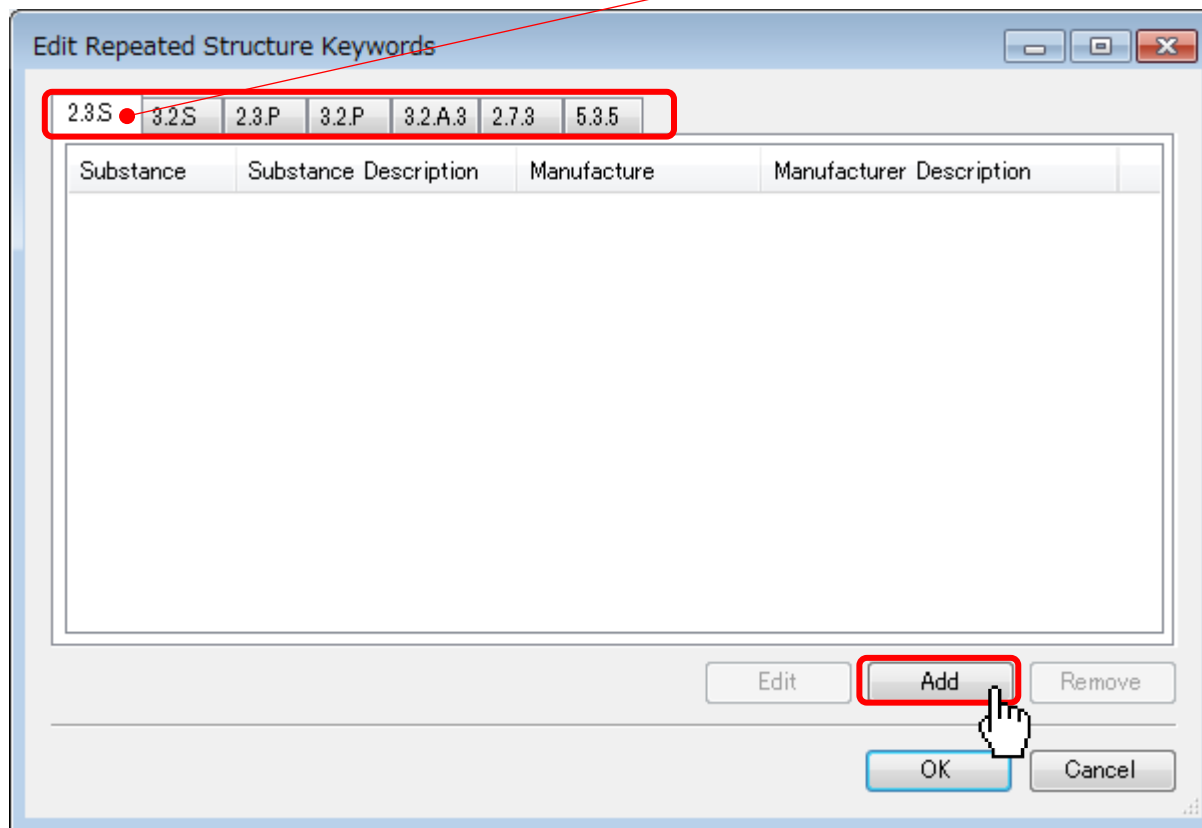 Edit Repeated Structure Keywords
2.3.S 3.2.S 2.3.P 3.2.P 3.2.A.3 2.7.3 5.3.5
Substance Substance Description Manufacture Manufacturer Description
Edit Add Remove
OK Cancel